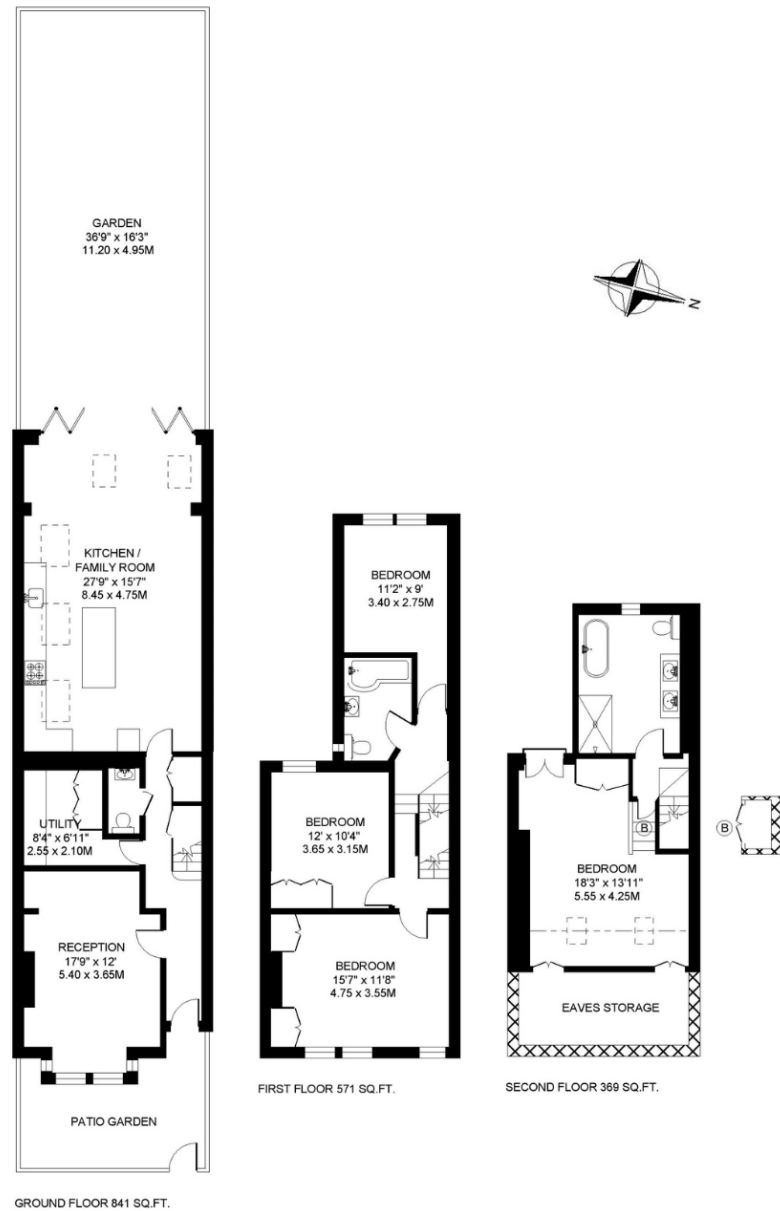 GARDEN
36'9" x 16'3"
11.20 x 4.95M
N
KITCHEN /
FAMILY ROOM
27'9" x 15'7"
8.45 x 4.75M
UTILITY
8'4" x 6'11"
2.55 x 2.10M
RECEPTION
17'9" x 12'
5.40 x 3.65M
PATIO GARDEN
GROUND FLOOR 841 SQ.FT.
BEDROOM
11'2" x 9'
3.40 x 2.75M
BEDROOM
12' x 10'4"
3.65 x 3.15M
BEDROOM
15'7" x 11'8"
4.75 x 3.55M
FIRST FLOOR 571 SQ.FT.
B
B
BEDROOM
18'3" x 13'11"
5.55 x 4.25M
EAVES STORAGE
SECOND FLOOR 369 SQ.FT.